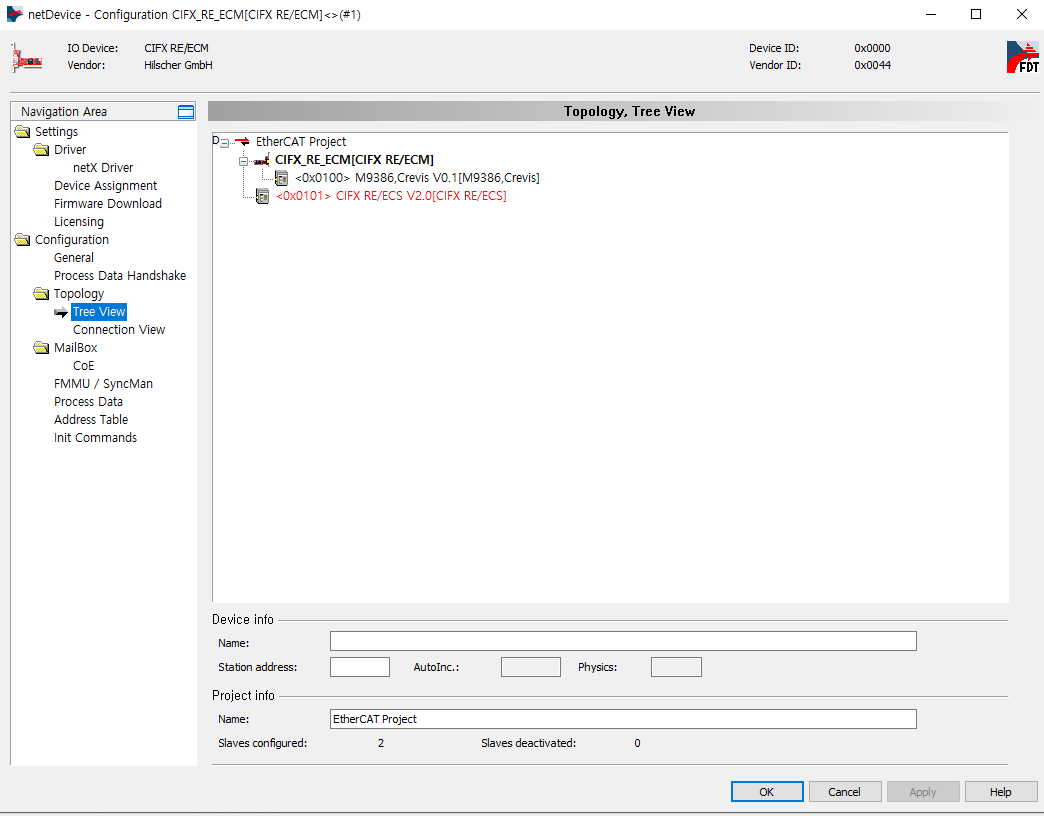 netDevice - Configuration CIFX_RE_ECM[CIFX RE/ECM]<>(#1)
IO Device: CIFX RE/ECM Device ID: 0x0000
Vendor: Hilscher GmbH Vendor ID: 0x0044
FDT
Navigation Area
Settings
Driver
netX Driver
Device Assignment
Firmware Download
Licensing
Configuration
General
Process Data Handshake
Topology
Tree View
Connection View
MailBox
CoE
FMMU / SyncMan
Process Data
Address Table
Init Commands
Topology, Tree View
D
EtherCAT Project
CIFX_RE_ECM[CIFX RE/ECM]
<0x0100> M9386,Crevis V0.1[M9386,Crevis]
<0x0101> CIFX RE/ECS V2.0[CIFX RE/ECS]
Device info
Name:
Station address: AutoInc.: Physics:
Project info
Name: EtherCAT Project
Slaves configured: 2 Slaves deactivated: 0
OK Cancel Apply Help